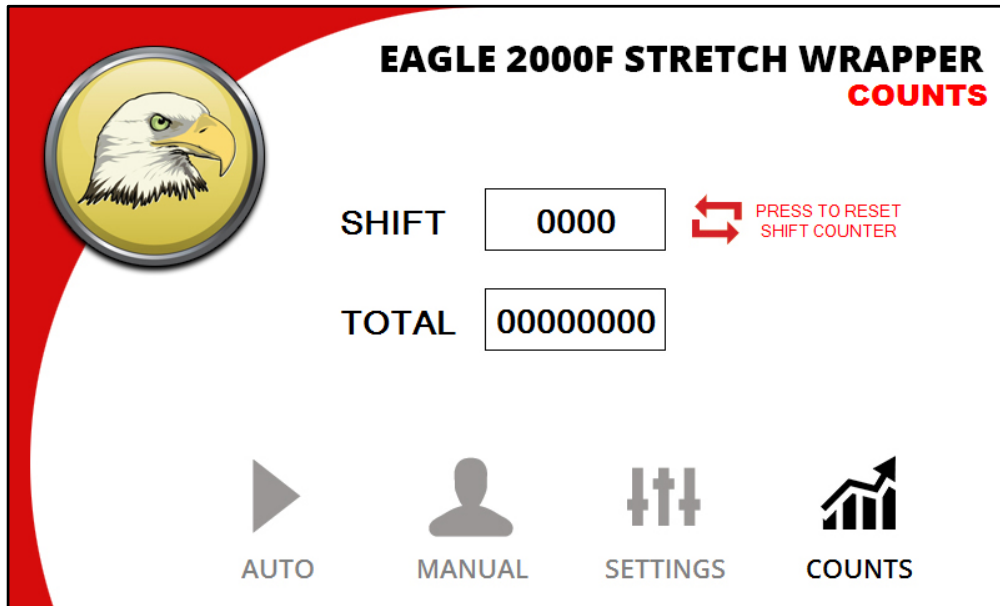 EAGLE 2000F STRETCH WRAPPER
COUNTS
SHIFT 0000 PRESS TO RESET
SHIFT COUNTER
TOTAL 00000000
AUTO MANUAL SETTINGS COUNTS